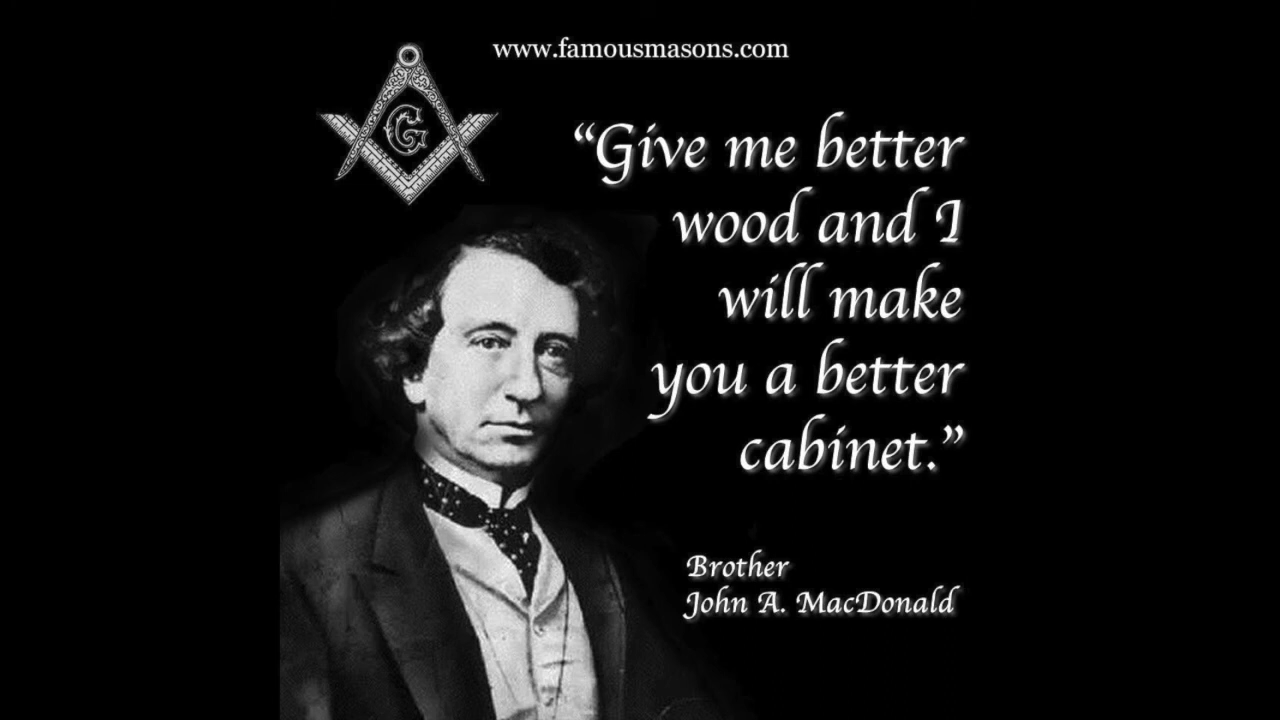 www.famousmasons.com
G
“Give me better
wood and I
will make
you a better
cabinet.”
Brother
John A. MacDonald